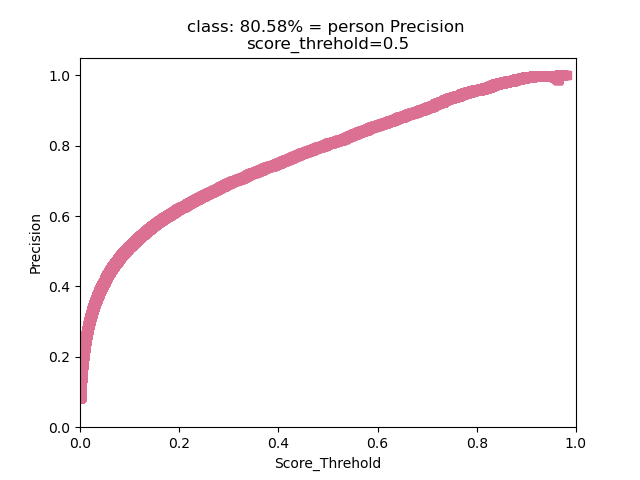 class: 80.58% = person Precision
score_threhold=0.5
1.0
0.8
0.6
0.4
0.2
0.0
Precision
0.0 0.2 0.4 0.6 0.8 1.0
Score_Threhold